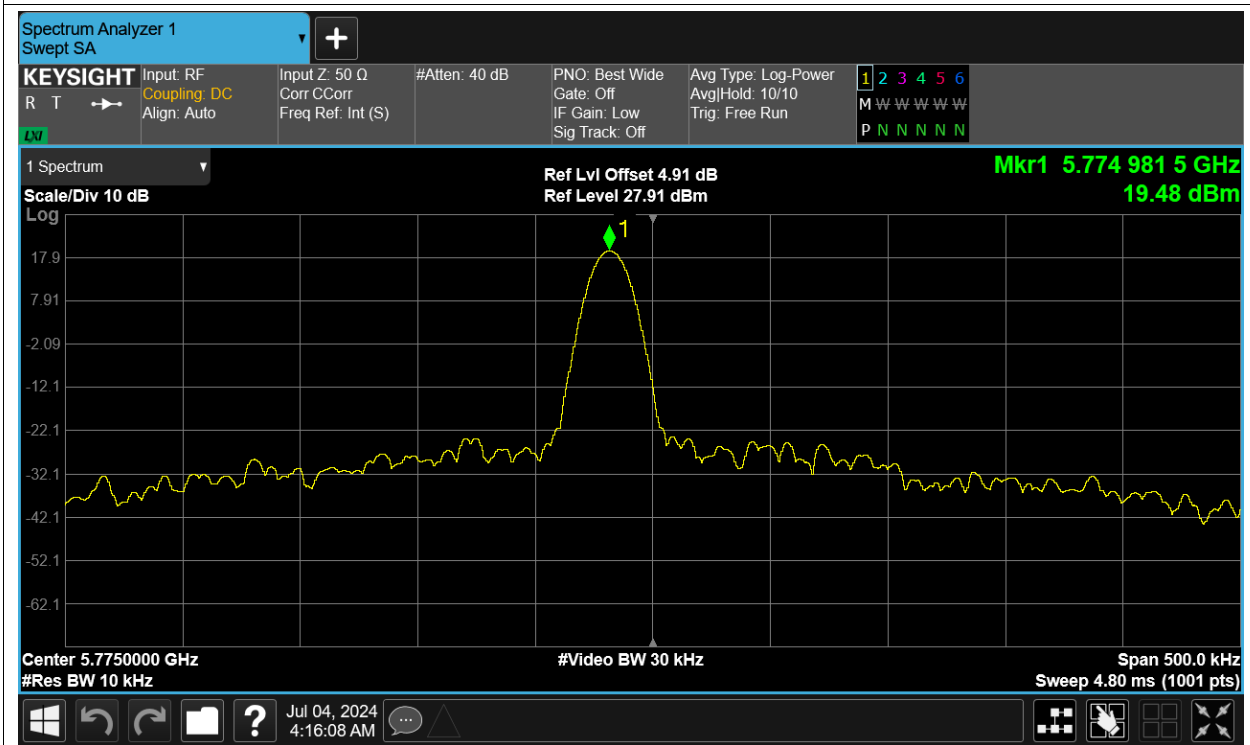 Spectrum Analyzer 1
Swept SA
+
KEYSIGHT
R T
LXI
Input: RF
Coupling: DC
Align: Auto
Input Z: 50 Ω
Corr CCorr
Freq Ref: Int (S)
#Atten: 40 dB
PNO: Best Wide
Gate: Off
IF Gain: Low
Sig Track: Off
Avg Type: Log-Power
Avg|Hold: 10/10
Trig: Free Run
1 2 3 4 5 6
M W W W W W
P N N N N N
1 Spectrum
Scale/Div 10 dB
Log
Ref Lvl Offset 4.91 dB
Ref Level 27.91 dBm
Mkr1 5.774 981 5 GHz
19.48 dBm
1
17.9
7.91
-2.09
-12.1
-22.1
-32.1
-42.1
-52.1
-62.1
Center 5.7750000 GHz
#Video BW 30 kHz
Span 500.0 kHz
#Res BW 10 kHz
Sweep 4.80 ms (1001 pts)
?
Jul 04, 2024
4:16:08 AM